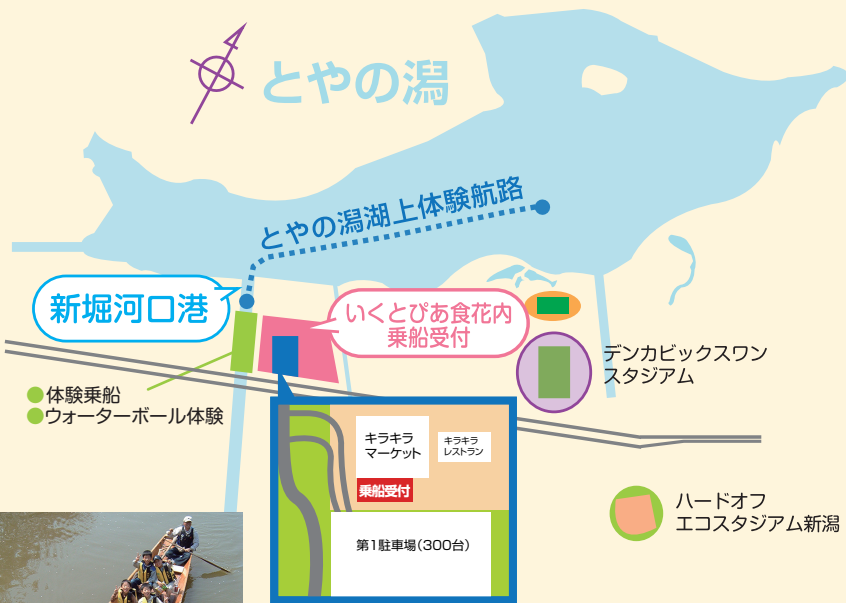 とやの潟
とやの潟湖上体験航路
新堀河口港
いくとぴあ食花内
乗船受付
デンカビックスワン
スタジアム
●体験乗船
●ウォーターボール体験
キラキラ
マーケット
キラキラ
レストラン
乗船受付
第1駐車場(300台)
ハードオフ
エコスタジアム新潟